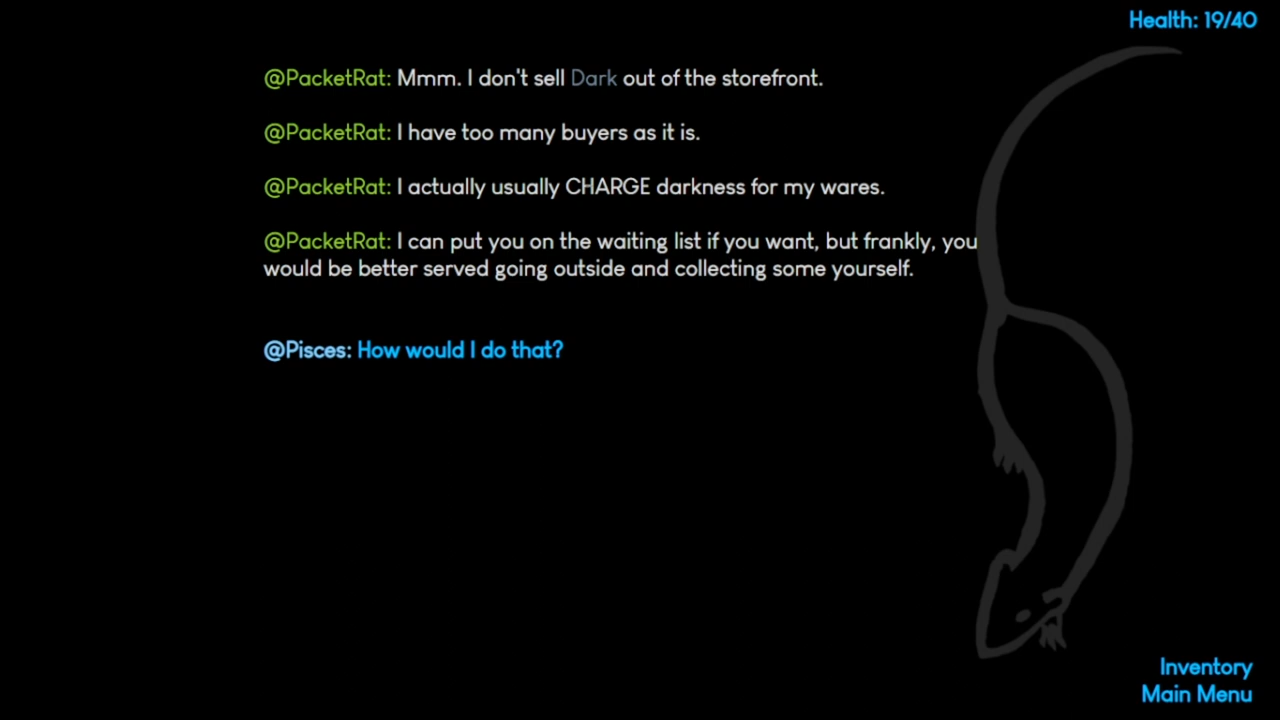 Health: 19/40
@PacketRat: Mmm. I don't sell Dark out of the storefront.
@PacketRat: I have too many buyers as it is.
@PacketRat: I actually usually CHARGE darkness for my wares.
@PacketRat: I can put you on the waiting list if you want, but frankly, you
would be better served going outside and collecting some yourself.
@Pisces: How would I do that?
Inventory
Main Menu